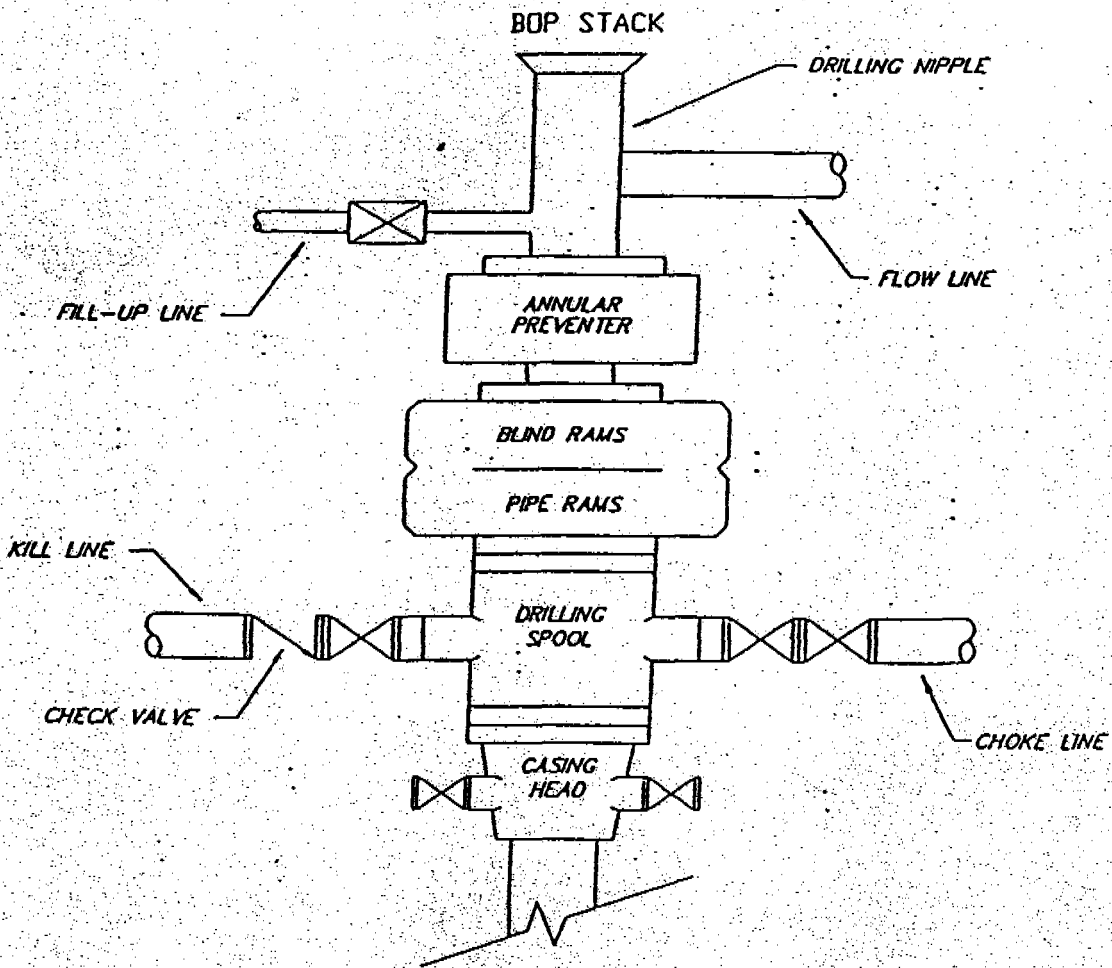 BOP STACK
DRILLING NIPPLE
FLOW LINE
FILL-UP LINE
ANNULAR
PREVENTER
BLIND RAMS
PIPE RAMS
KILL LINE
DRILLING
SPOOL
CHECK VALVE
CHOKE LINE
CASING
HEAD